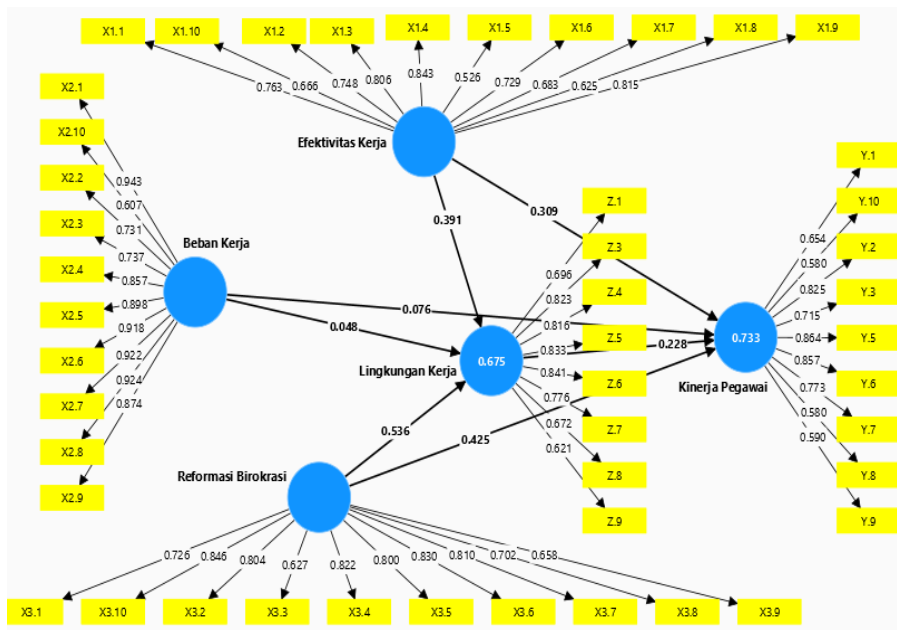 X1.1
X1.10
X1.2
X1.3
X1.4
X1.5
X1.6
X1.7
X1.8
X1.9
0.763
0.666
0.748
0.806
0.843
0.526
0.729
0.683
0.625
0.815
Efektivitas Kerja
X2.1
X2.10
X2.2
X2.3
X2.4
X2.5
X2.6
X2.7
X2.8
X2.9
0.943
0.607
0.731
0.737
0.857
0.898
0.918
0.922
0.924
0.874
Beban Kerja
0.391
0.309
0.076
0.048
0.228
0.536
0.425
Z.1
Z.3
Z.4
Z.5
Z.6
Z.7
Z.8
Z.9
0.696
0.823
0.816
0.833
0.841
0.776
0.672
0.621
0.675
Lingkungan Kerja
Y.1
Y.10
Y.2
Y.3
Y.5
Y.6
Y.7
Y.8
Y.9
0.654
0.580
0.825
0.715
0.864
0.857
0.773
0.580
0.590
0.733
Kinerja Pegawai
Reformasi Birokrasi
0.726
0.846
0.804
0.627
0.822
0.800
0.830
0.810
0.702
0.658
X3.1
X3.10
X3.2
X3.3
X3.4
X3.5
X3.6
X3.7
X3.8
X3.9